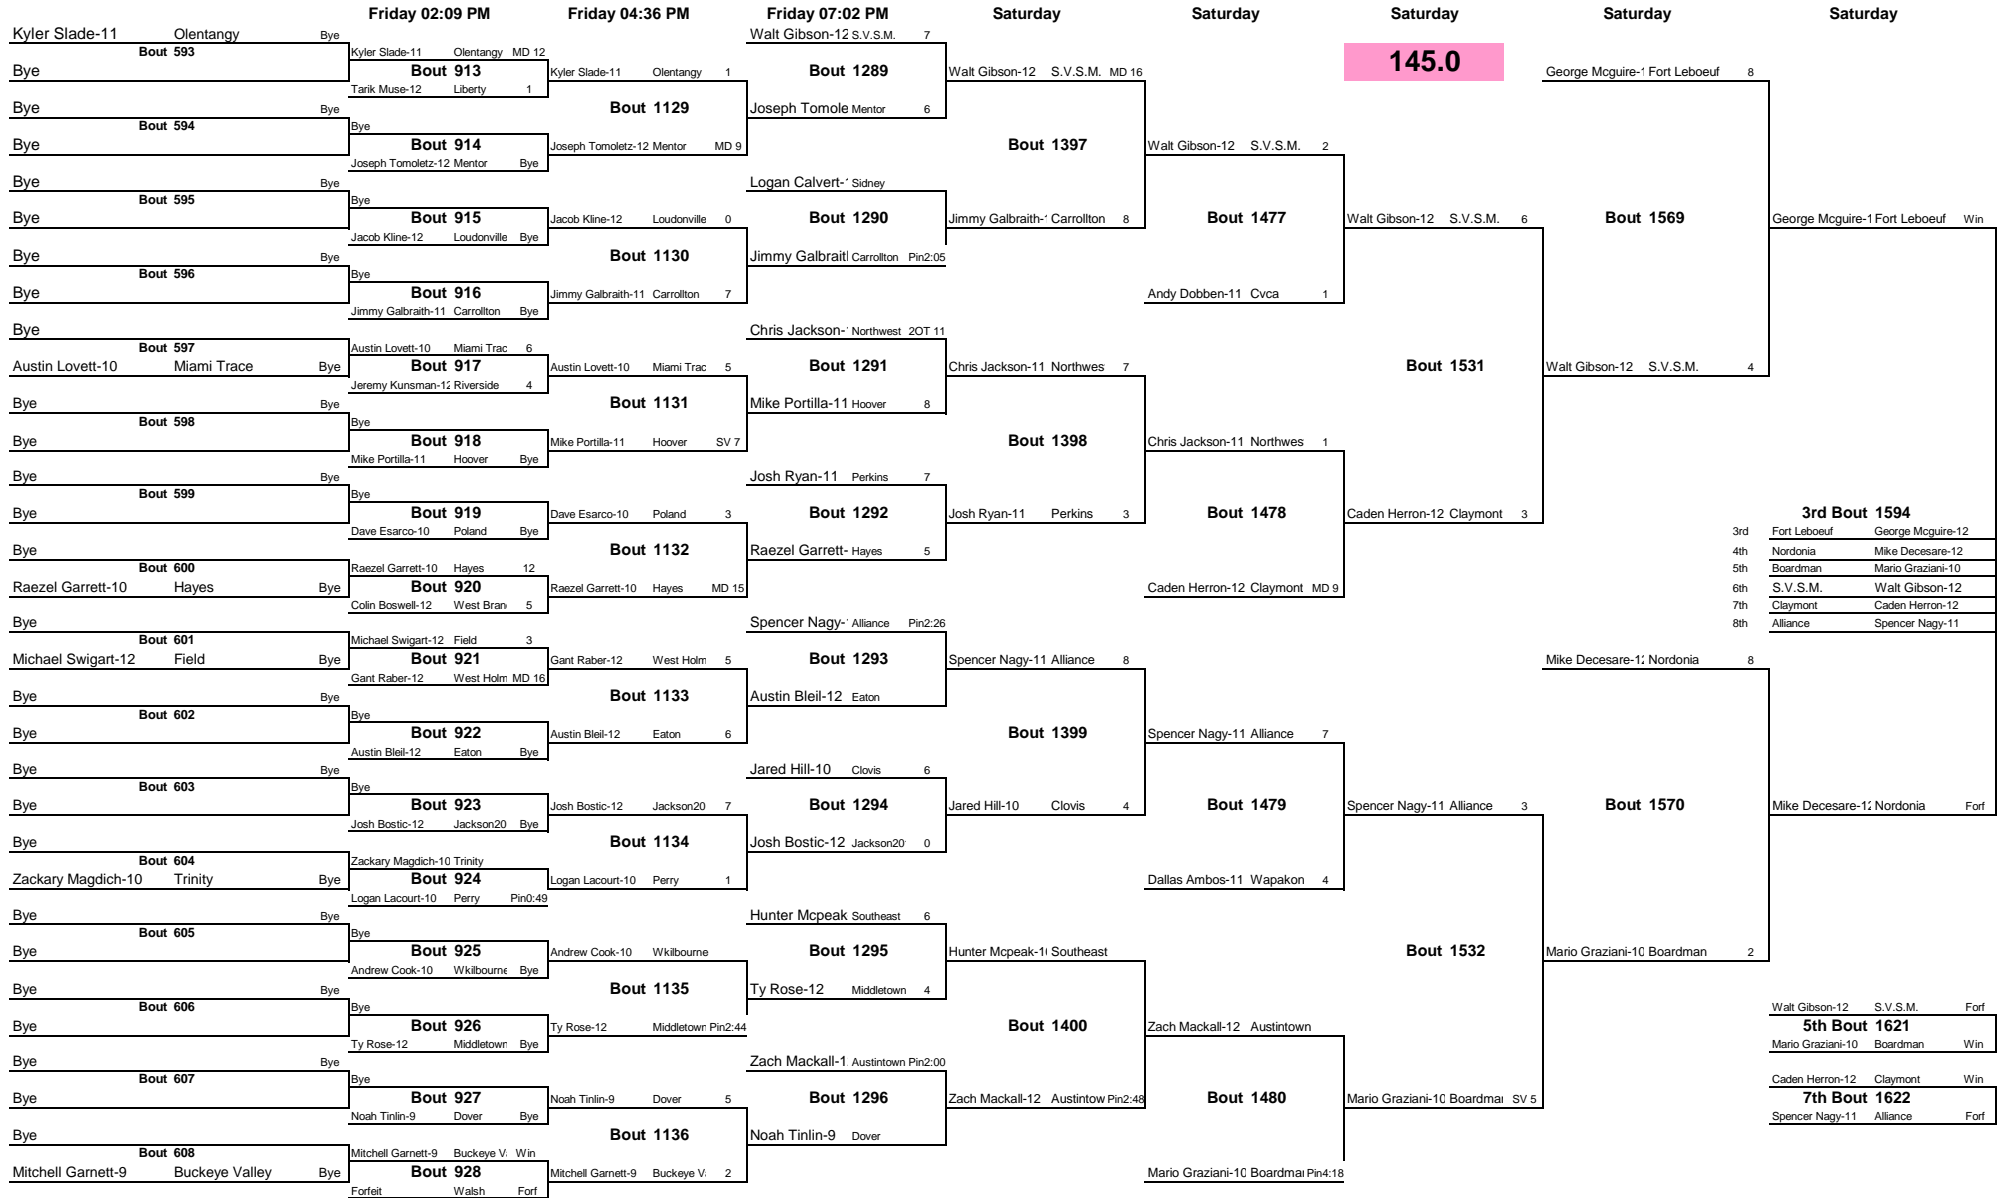 Friday 02:09 PM Friday 04:36 PM Friday 07:02 PM Saturday Saturday Saturday Saturday Saturday
145.0
Kyler Slade-11 Olentangy Bye
Bout 593
Bye
Bye Bye
Bout 594
Bye
Bye Bye
Bout 595
Bye
Bye Bye
Bout 596
Bye
Bye
Bout 597
Austin Lovett-10 Miami Trace Bye
Bye Bye
Bout 598
Bye
Bye Bye
Bout 599
Bye
Bye
Bout 600
Raezel Garrett-10 Hayes Bye
Bye
Bout 601
Michael Swigart-12 Field Bye
Bye Bye
Bout 602
Bye
Bye Bye
Bout 603
Bye
Bye
Bout 604
Zackary Magdich-10 Trinity Bye
Bye Bye
Bout 605
Bye
Bye Bye
Bout 606
Bye
Bye Bye
Bout 607
Bye
Bye
Bout 608
Mitchell Garnett-9 Buckeye Valley Bye
Kyler Slade-11 Olentangy MD 12
Bout 913
Tarik Muse-12 Liberty 1
Bye
Bout 914
Joseph Tomoletz-12 Mentor Bye
Bye
Bout 915
Jacob Kline-12 Loudonville Bye
Bye
Bout 916
Jimmy Galbraith-11 Carrollton Bye
Austin Lovett-10 Miami Trac 6
Bout 917
Jeremy Kunsman-12 Riverside 4
Bye
Bout 918
Mike Portilla-11 Hoover Bye
Bye
Bout 919
Dave Esarco-10 Poland Bye
Raezel Garrett-10 Hayes 12
Bout 920
Colin Boswell-12 West Bran 5
Michael Swigart-12 Field 3
Bout 921
Gant Raber-12 West Holm MD 16
Bye
Bout 922
Austin Bleil-12 Eaton Bye
Bye
Bout 923
Josh Bostic-12 Jackson20 Bye
Zackary Magdich-10 Trinity
Bout 924
Logan Lacourt-10 Perry Pin0:49
Bye
Bout 925
Andrew Cook-10 Wkilbourne Bye
Bye
Bout 926
Ty Rose-12 Middletown Bye
Bye
Bout 927
Noah Tinlin-9 Dover Bye
Mitchell Garnett-9 Buckeye V Win
Bout 928
Forfeit Walsh Forf
Kyler Slade-11 Olentangy 1
Bout 1129
Joseph Tomoletz-12 Mentor MD 9
Jacob Kline-12 Loudonville 0
Bout 1130
Jimmy Galbraith-11 Carrollton 7
Austin Lovett-10 Miami Trac 5
Bout 1131
Mike Portilla-11 Hoover SV 7
Dave Esarco-10 Poland 3
Bout 1132
Raezel Garrett-10 Hayes MD 15
Gant Raber-12 West Holm 5
Bout 1133
Austin Bleil-12 Eaton 6
Josh Bostic-12 Jackson20 7
Bout 1134
Logan Lacourt-10 Perry 1
Andrew Cook-10 Wkilbourne
Bout 1135
Ty Rose-12 Middletown Pin2:44
Noah Tinlin-9 Dover 5
Bout 1136
Mitchell Garnett-9 Buckeye V 2
Walt Gibson-12 S.V.S.M. 7
Bout 1289
Joseph Tomole Mentor 6
Logan Calvert- Sidney
Bout 1290
Jimmy Galbrait Carrollton Pin2:05
Chris Jackson- Northwest 2OT 11
Bout 1291
Mike Portilla-11 Hoover 8
Josh Ryan-11 Perkins 7
Bout 1292
Raezel Garrett- Hayes 5
Spencer Nagy- Alliance Pin2:26
Bout 1293
Austin Bleil-12 Eaton
Jared Hill-10 Clovis 6
Bout 1294
Josh Bostic-12 Jackson20 0
Hunter Mcpeak Southeast 6
Bout 1295
Ty Rose-12 Middletown 4
Zach Mackall-1 Austintown Pin2:00
Bout 1296
Noah Tinlin-9 Dover
Walt Gibson-12 S.V.S.M. MD 16
Bout 1397
Jimmy Galbraith- Carrollton 8
Chris Jackson-11 Northwes 7
Bout 1398
Josh Ryan-11 Perkins 3
Spencer Nagy-11 Alliance 8
Bout 1399
Jared Hill-10 Clovis 4
Hunter Mcpeak-1 Southeast
Bout 1400
Zach Mackall-12 Austintow Pin2:48
Walt Gibson-12 S.V.S.M. 2
Bout 1477
Andy Dobben-11 Cvca 1
Chris Jackson-11 Northwes 1
Bout 1478
Caden Herron-12 Claymont MD 9
Spencer Nagy-11 Alliance 7
Bout 1479
Dallas Ambos-11 Wapakon 4
Zach Mackall-12 Austintown
Bout 1480
Mario Graziani-10 Boardma Pin4:18
Walt Gibson-12 S.V.S.M. 6
Bout 1531
Caden Herron-12 Claymont 3
Spencer Nagy-11 Alliance 3
Bout 1532
Mario Graziani-10 Boardma SV 5
George Mcguire-1 Fort Leboeuf 8
Bout 1569
Walt Gibson-12 S.V.S.M. 4
Mike Decesare-12 Nordonia 8
Bout 1570
Mario Graziani-10 Boardman 2
George Mcguire-1 Fort Leboeuf Win
3rd Bout 1594
3rd Fort Leboeuf George Mcguire-12
4th Nordonia Mike Decesare-12
5th Boardman Mario Graziani-10
6th S.V.S.M. Walt Gibson-12
7th Claymont Caden Herron-12
8th Alliance Spencer Nagy-11
Mike Decesare-12 Nordonia Forf
Walt Gibson-12 S.V.S.M. Forf
5th Bout 1621
Mario Graziani-10 Boardman Win
Caden Herron-12 Claymont Win
7th Bout 1622
Spencer Nagy-11 Alliance Forf